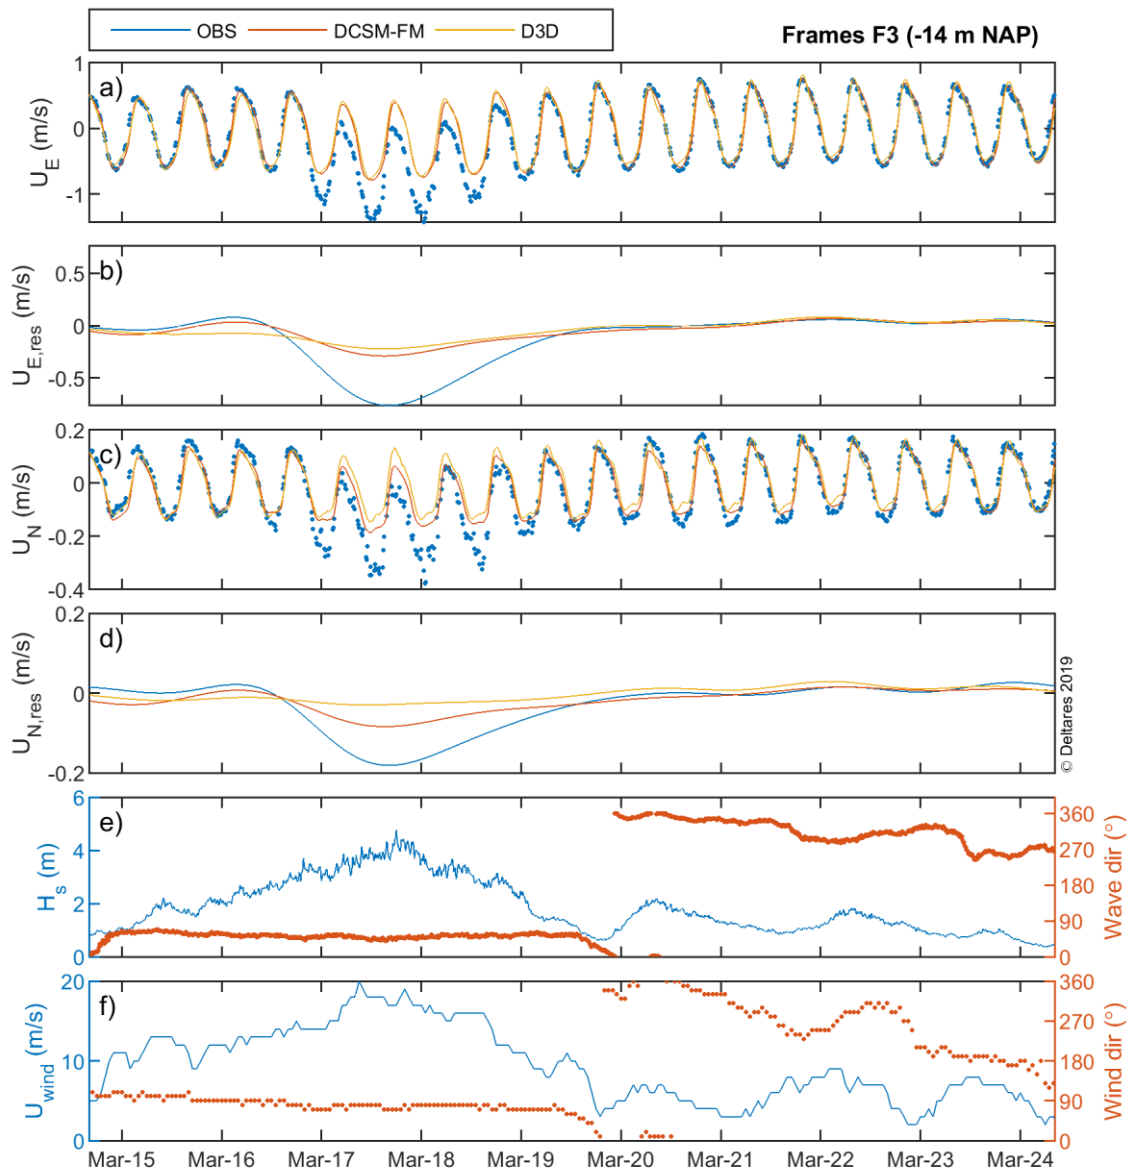 OBS DCSM-FM D3D
Frames F3 (-14 m NAP)
a)
1
0
-1
U_E (m/s)
b)
0.5
0
-0.5
U_E,res (m/s)
c)
0.2
0
-0.2
-0.4
U_N (m/s)
d)
0.2
0
-0.2
U_N,res (m/s)
© Deltares 2019
e)
6
4
2
0
H_s (m)
360
270
180
90
0
Wave dir (°)
f)
20
10
0
U_wind (m/s)
360
270
180
90
0
Wind dir (°)
Mar-15 Mar-16 Mar-17 Mar-18 Mar-19 Mar-20 Mar-21 Mar-22 Mar-23 Mar-24